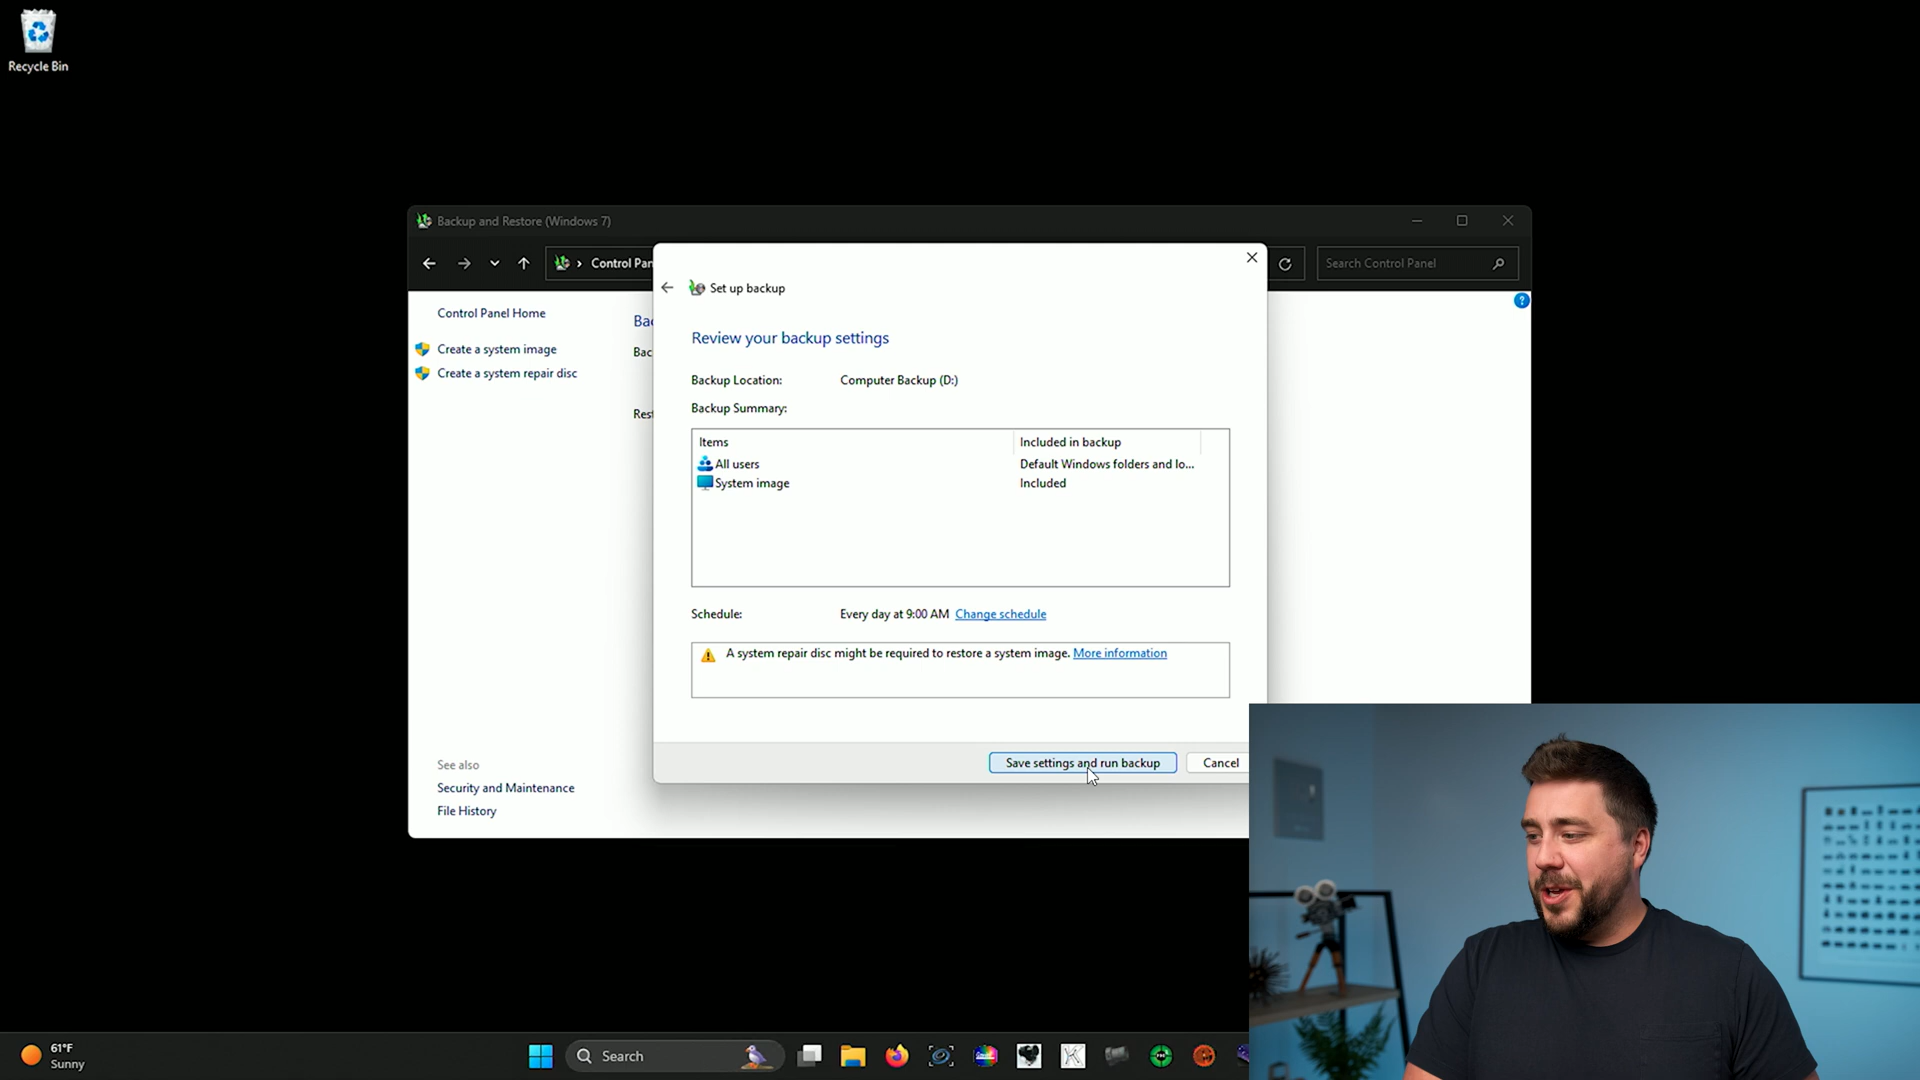 Recycle Bin
Backup and Restore (Windows 7)
Control Pan
Search Control Panel
Set up backup
Control Panel Home
Create a system image
Create a system repair disc
Bac
Bac
Rest
Review your backup settings
Backup Location: Computer Backup (D:)
Backup Summary:
Items Included in backup
All users Default Windows folders and lo...
System image Included
Schedule: Every day at 9:00 AM Change schedule
A system repair disc might be required to restore a system image. More information
Save settings and run backup Cancel
See also
Security and Maintenance
File History
61°F
Sunny
Search